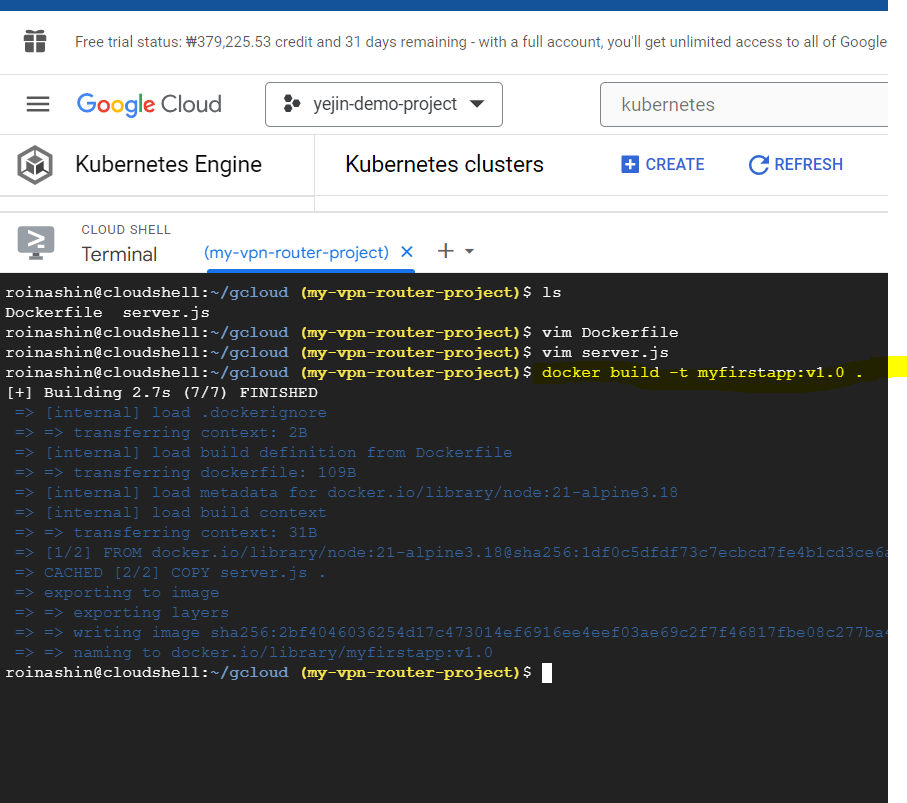 Free trial status: ₩379,225.53 credit and 31 days remaining - with a full account, you'll get unlimited access to all of Google
Google Cloud
yejin-demo-project
kubernetes
Kubernetes Engine
Kubernetes clusters
CREATE
REFRESH
CLOUD SHELL
Terminal
(my-vpn-router-project)
roinashin@cloudshell:~/gcloud (my-vpn-router-project)$ ls
Dockerfile  server.js
roinashin@cloudshell:~/gcloud (my-vpn-router-project)$ vim Dockerfile
roinashin@cloudshell:~/gcloud (my-vpn-router-project)$ vim server.js
roinashin@cloudshell:~/gcloud (my-vpn-router-project)$ docker build -t myfirstapp:v1.0 .
[+] Building 2.7s (7/7) FINISHED
=> [internal] load .dockerignore
=> => transferring context: 2B
=> [internal] load build definition from Dockerfile
=> => transferring dockerfile: 109B
=> [internal] load metadata for docker.io/library/node:21-alpine3.18
=> [internal] load build context
=> => transferring context: 31B
=> [1/2] FROM docker.io/library/node:21-alpine3.18@sha256:1df0c5dfdf73c7ecbcd7fe4b1cd3ce6a
=> CACHED [2/2] COPY server.js .
=> exporting to image
=> => exporting layers
=> => writing image sha256:2bf4046036254d17c473014ef6916ee4eef03ae69c2f7f46817fbe08c277ba
=> => naming to docker.io/library/myfirstapp:v1.0
roinashin@cloudshell:~/gcloud (my-vpn-router-project)$